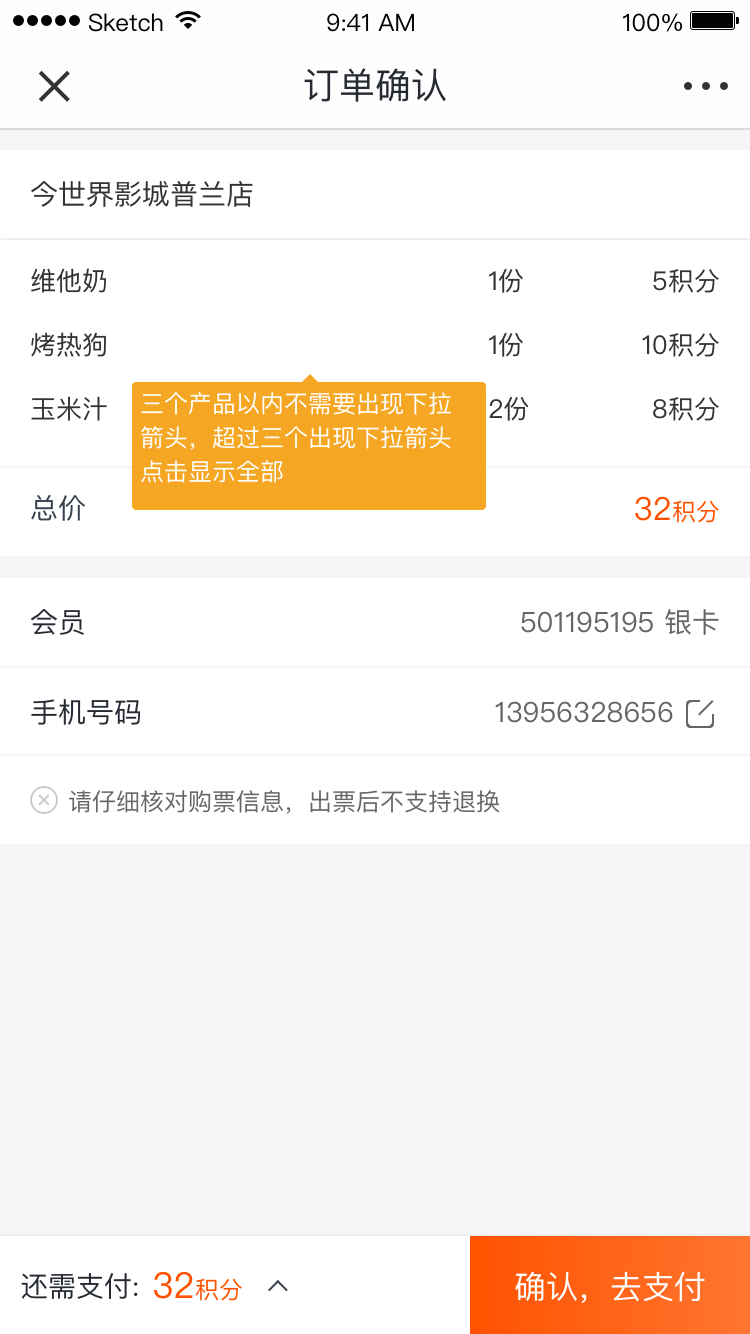 Sketch 9:41 AM 100%
订单确认
今世界影城普兰店
维他奶 1份 5积分
烤热狗 1份 10积分
玉米汁 2份 8积分
三个产品以内不需要出现下拉
箭头，超过三个出现下拉箭头
点击显示全部
总价 32积分
会员 501195195 银卡
手机号码 13956328656
请仔细核对购票信息，出票后不支持退换
还需支付: 32积分 确认，去支付